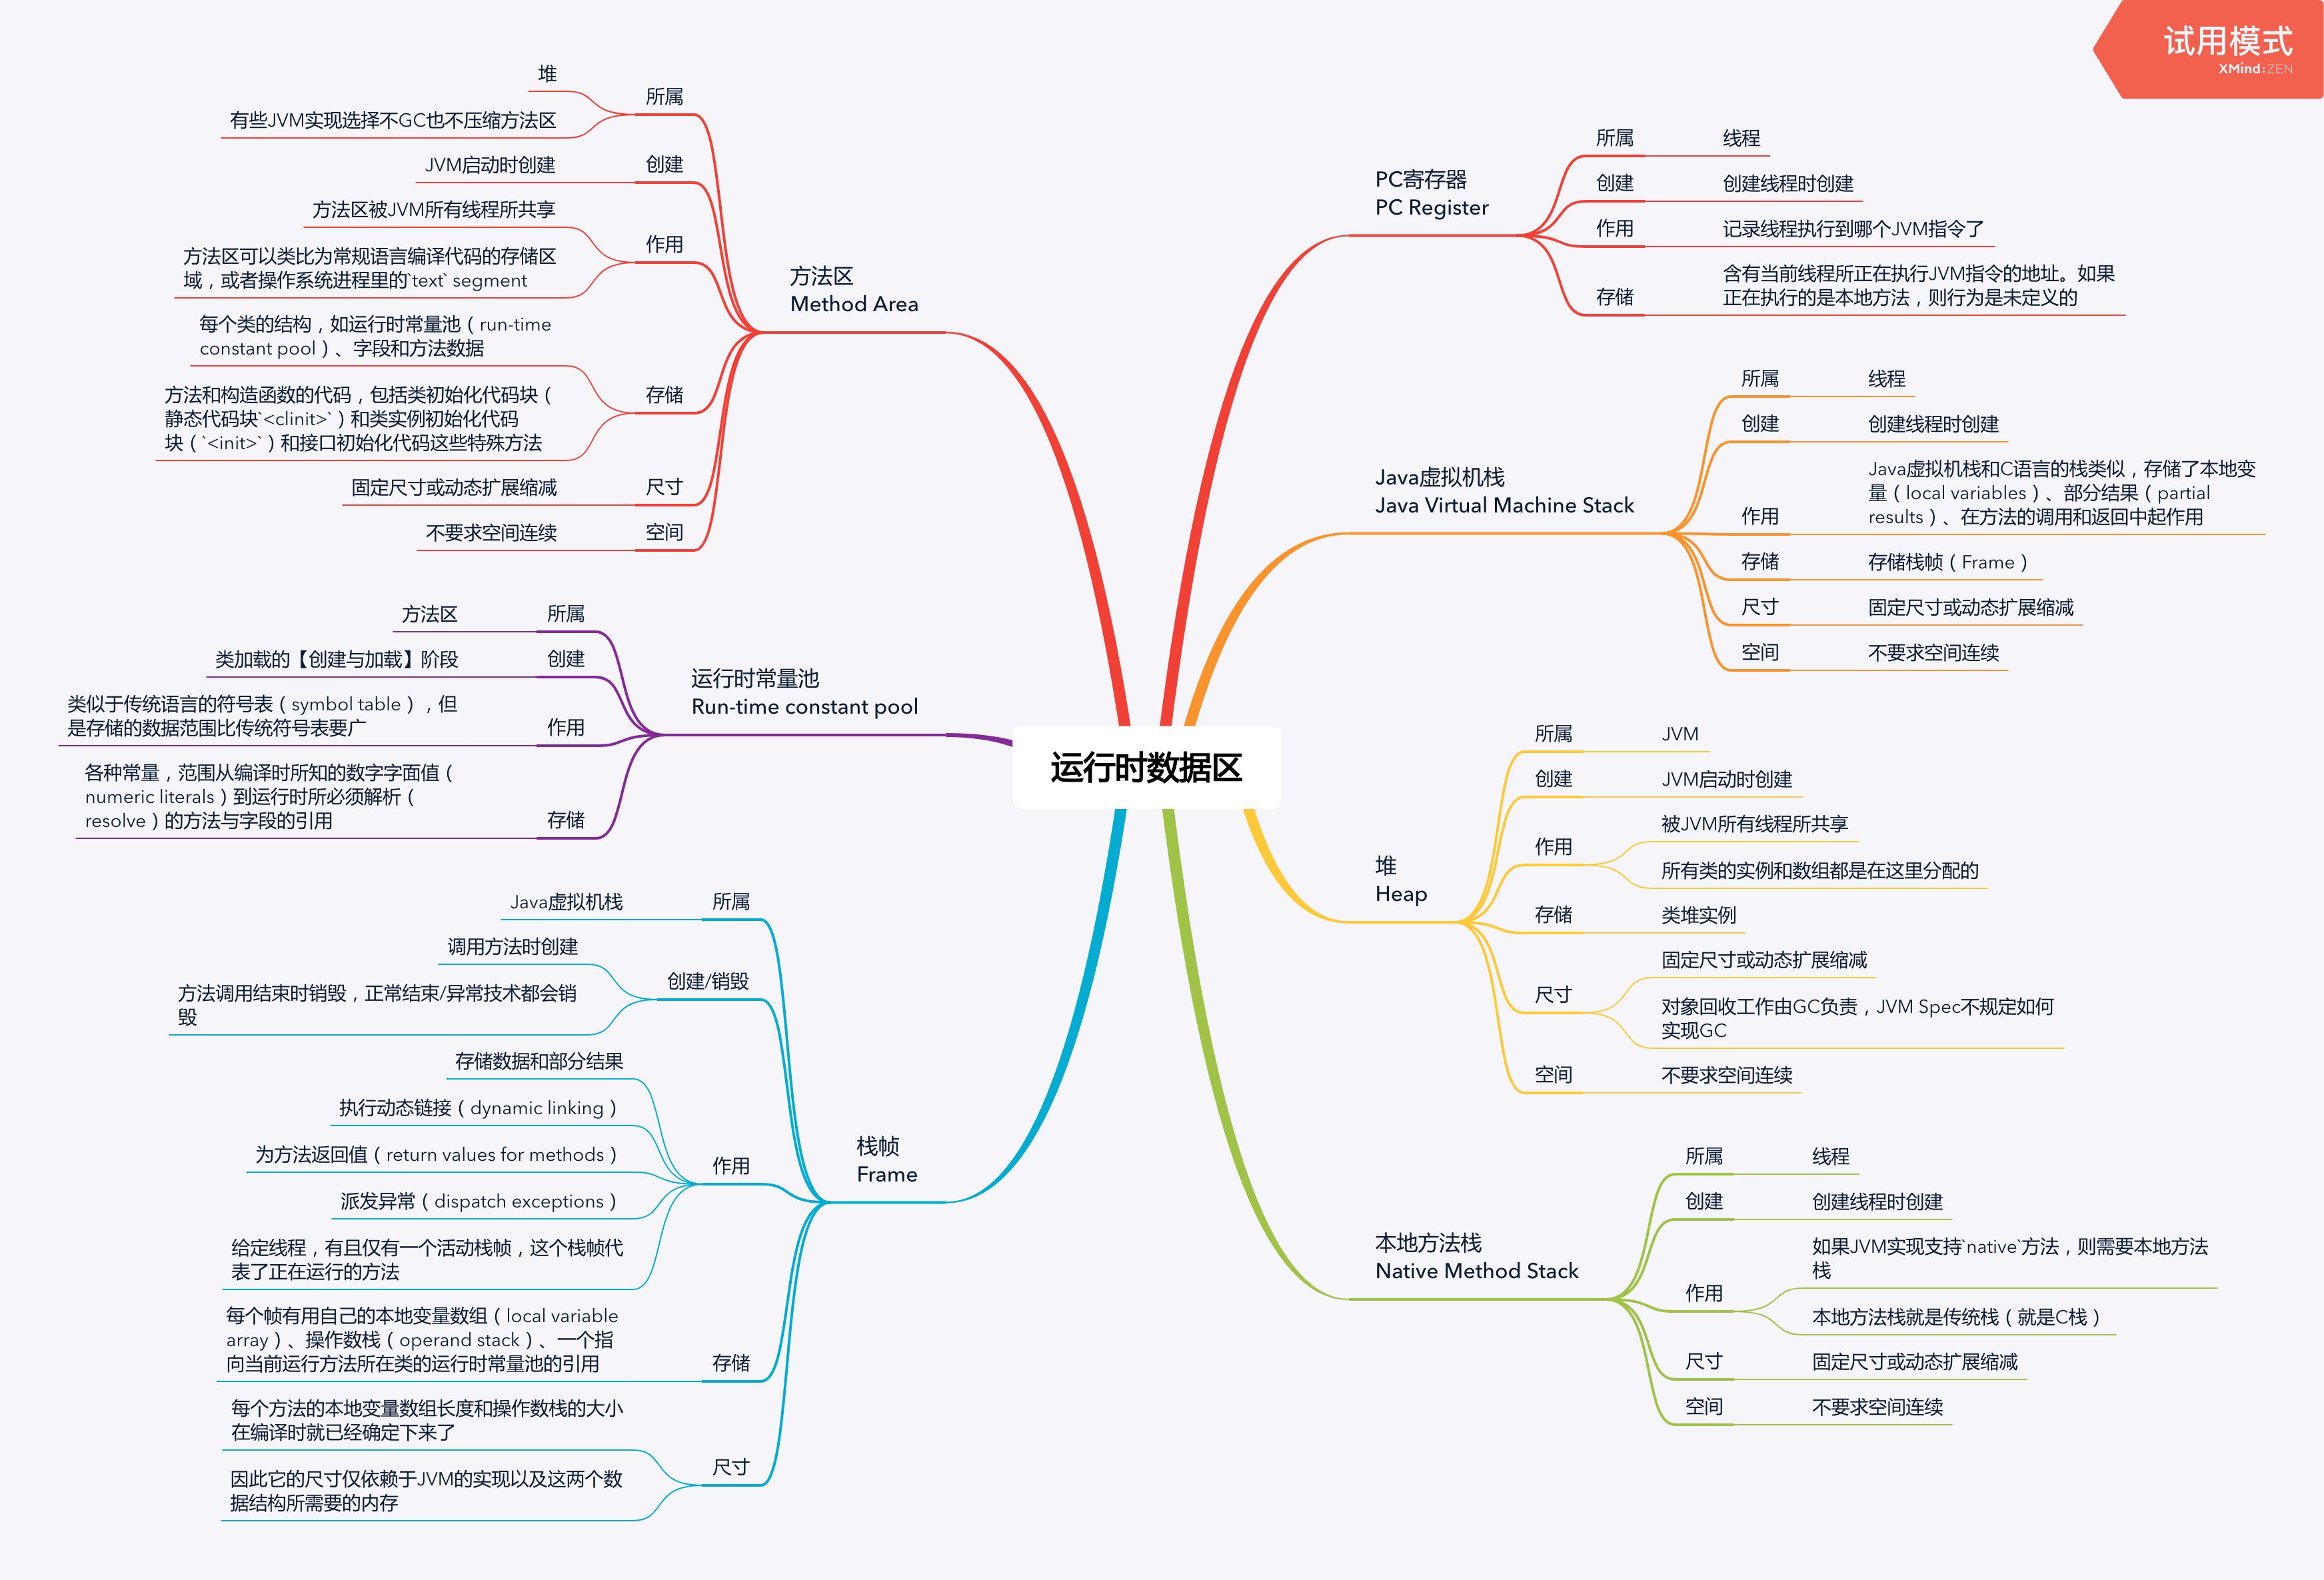 试用模式
XMind:ZEN
运行时数据区
PC寄存器
PC Register
所属
线程
创建
创建线程时创建
作用
记录线程执行到哪个JVM指令了
存储
含有当前线程所正在执行JVM指令的地址。如果
正在执行的是本地方法，则行为是未定义的
Java虚拟机栈
Java Virtual Machine Stack
所属
线程
创建
创建线程时创建
作用
Java虚拟机栈和C语言的栈类似，存储了本地变
量（local variables）、部分结果（partial
results）、在方法的调用和返回中起作用
存储
存储栈帧（Frame）
尺寸
固定尺寸或动态扩展缩减
空间
不要求空间连续
堆
Heap
所属
JVM
创建
JVM启动时创建
作用
被JVM所有线程所共享
所有类的实例和数组都是在这里分配的
存储
类堆实例
尺寸
固定尺寸或动态扩展缩减
对象回收工作由GC负责，JVM Spec不规定如何
实现GC
空间
不要求空间连续
本地方法栈
Native Method Stack
所属
线程
创建
创建线程时创建
作用
如果JVM实现支持`native`方法，则需要本地方法
栈
本地方法栈就是传统栈（就是C栈）
尺寸
固定尺寸或动态扩展缩减
空间
不要求空间连续
方法区
Method Area
所属
堆
有些JVM实现选择不GC也不压缩方法区
创建
JVM启动时创建
作用
方法区被JVM所有线程所共享
方法区可以类比为常规语言编译代码的存储区
域，或者操作系统进程里的`text` segment
存储
每个类的结构，如运行时常量池（run-time
constant pool）、字段和方法数据
方法和构造函数的代码，包括类初始化代码块（
静态代码块`<clinit>`）和类实例初始化代码
块（`<init>`）和接口初始化代码这些特殊方法
尺寸
固定尺寸或动态扩展缩减
空间
不要求空间连续
运行时常量池
Run-time constant pool
所属
方法区
创建
类加载的【创建与加载】阶段
作用
类似于传统语言的符号表（symbol table），但
是存储的数据范围比传统符号表要广
存储
各种常量，范围从编译时所知的数字字面值（
numeric literals）到运行时所必须解析（
resolve）的方法与字段的引用
栈帧
Frame
所属
Java虚拟机栈
创建/销毁
调用方法时创建
方法调用结束时销毁，正常结束/异常技术都会销
毁
作用
存储数据和部分结果
执行动态链接（dynamic linking）
为方法返回值（return values for methods）
派发异常（dispatch exceptions）
给定线程，有且仅有一个活动栈帧，这个栈帧代
表了正在运行的方法
存储
每个帧有用自己的本地变量数组（local variable
array）、操作数栈（operand stack）、一个指
向当前运行方法所在类的运行时常量池的引用
尺寸
每个方法的本地变量数组长度和操作数栈的大小
在编译时就已经确定下来了
因此它的尺寸仅依赖于JVM的实现以及这两个数
据结构所需要的内存